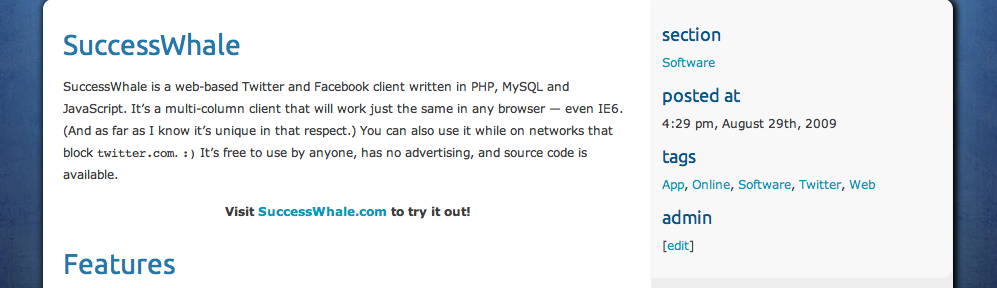 SuccessWhale
SuccessWhale is a web-based Twitter and Facebook client written in PHP, MySQL and
JavaScript. It’s a multi-column client that will work just the same in any browser — even IE6.
(And as far as I know it’s unique in that respect.) You can also use it while on networks that
block twitter.com. :) It’s free to use by anyone, has no advertising, and source code is
available.
Visit SuccessWhale.com to try it out!
Features
section
Software
posted at
4:29 pm, August 29th, 2009
tags
App, Online, Software, Twitter, Web
admin
[edit]